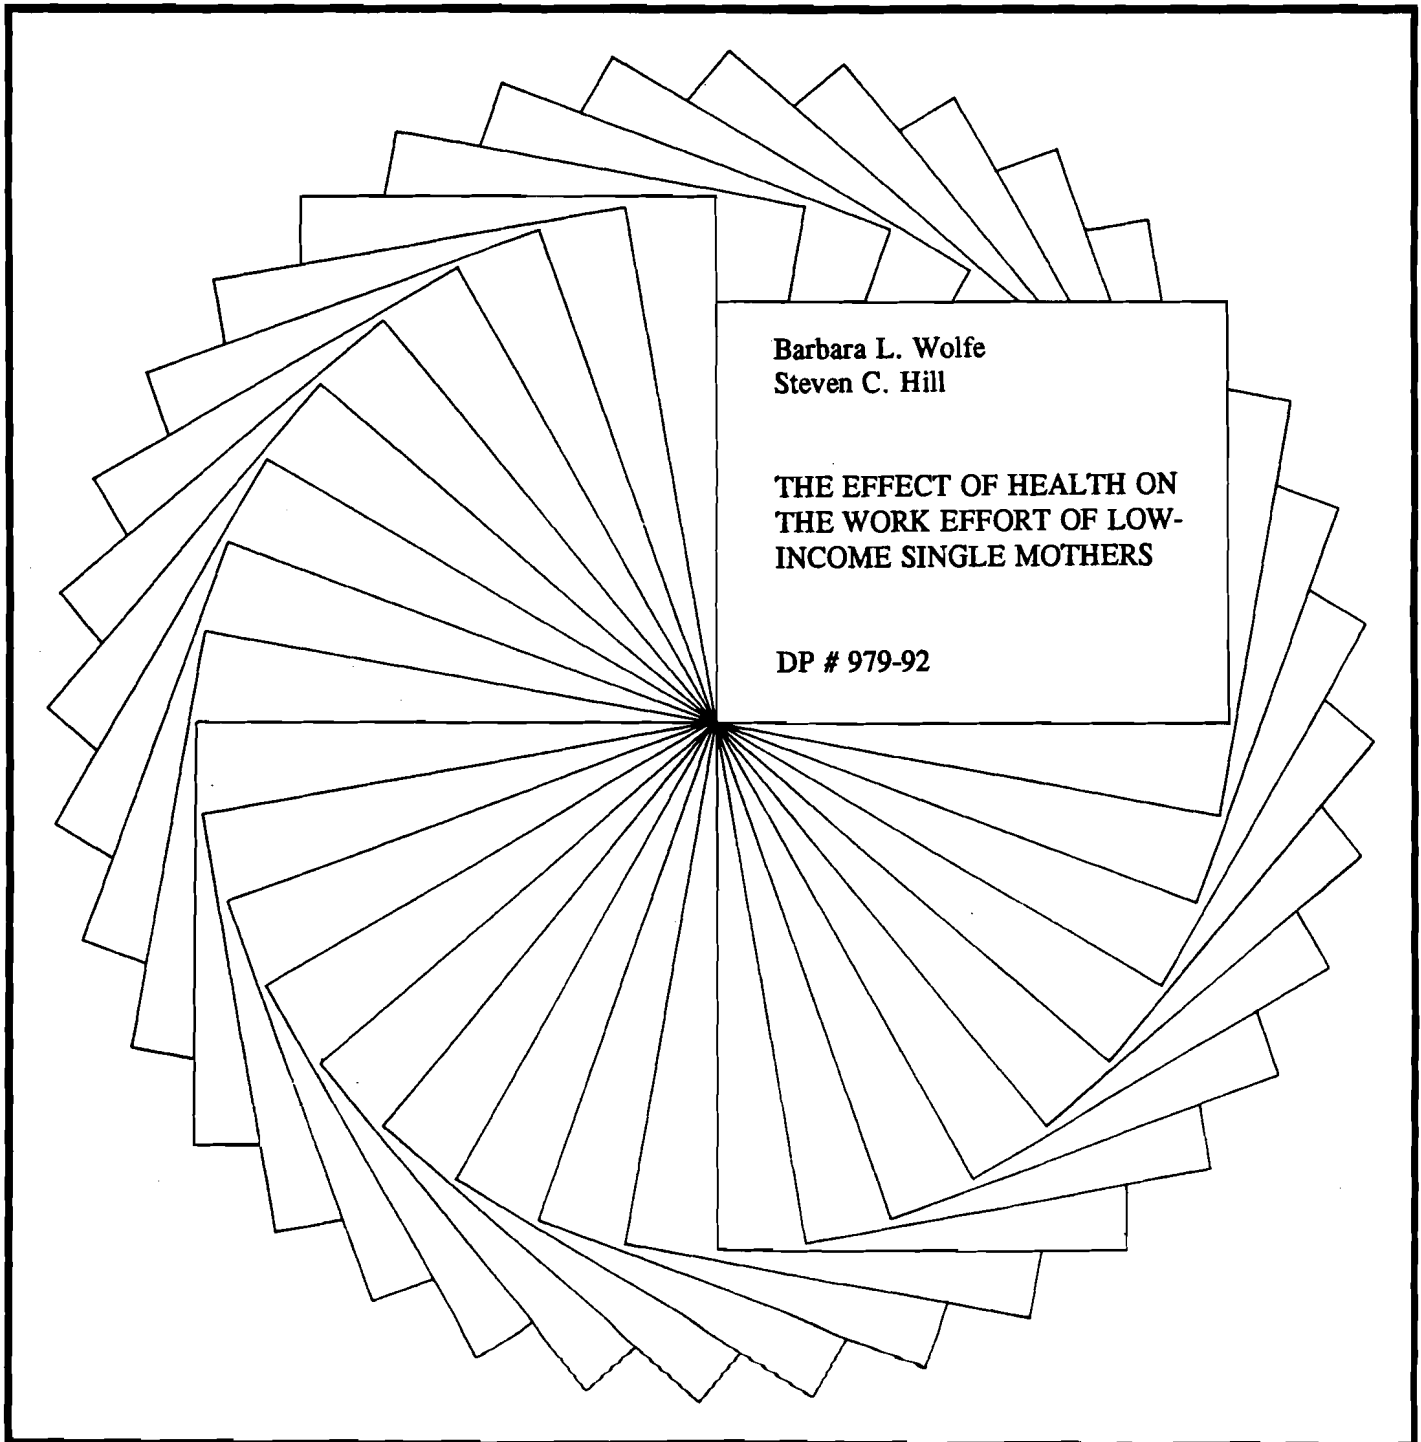 Barbara L. Wolfe
Steven C. Hill
THE EFFECT OF HEALTH ON
THE WORK EFFORT OF LOW-
INCOME SINGLE MOTHERS
DP # 979-92